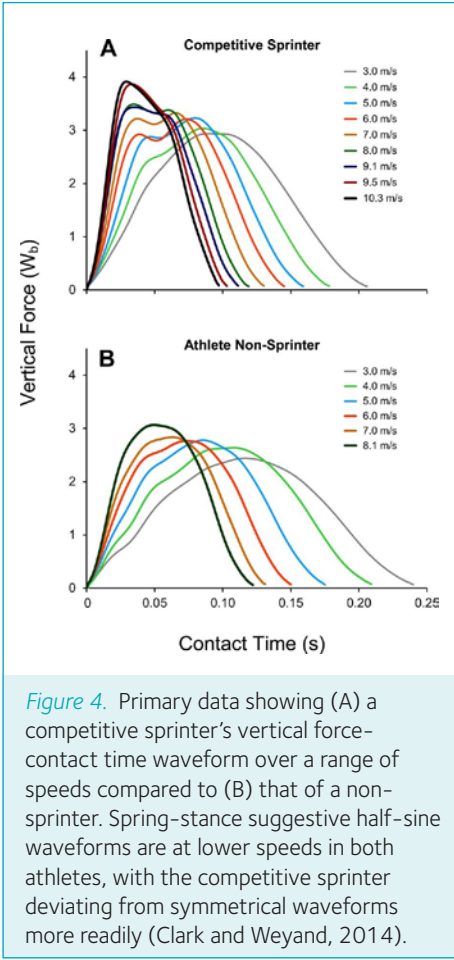 A
Competitive Sprinter
4
3
2
1
0
3.0 m/s
4.0 m/s
5.0 m/s
6.0 m/s
7.0 m/s
8.0 m/s
9.1 m/s
9.5 m/s
10.3 m/s
Vertical Force (Wb)
B
Athlete Non-Sprinter
4
3
2
1
0
3.0 m/s
4.0 m/s
5.0 m/s
6.0 m/s
7.0 m/s
8.1 m/s
0 0.05 0.10 0.15 0.20 0.25
Contact Time (s)
Figure 4. Primary data showing (A) a
competitive sprinter’s vertical force–
contact time waveform over a range of
speeds compared to (B) that of a non-
sprinter. Spring-stance suggestive half-sine
waveforms are at lower speeds in both
athletes, with the competitive sprinter
deviating from symmetrical waveforms
more readily (Clark and Weyand, 2014).